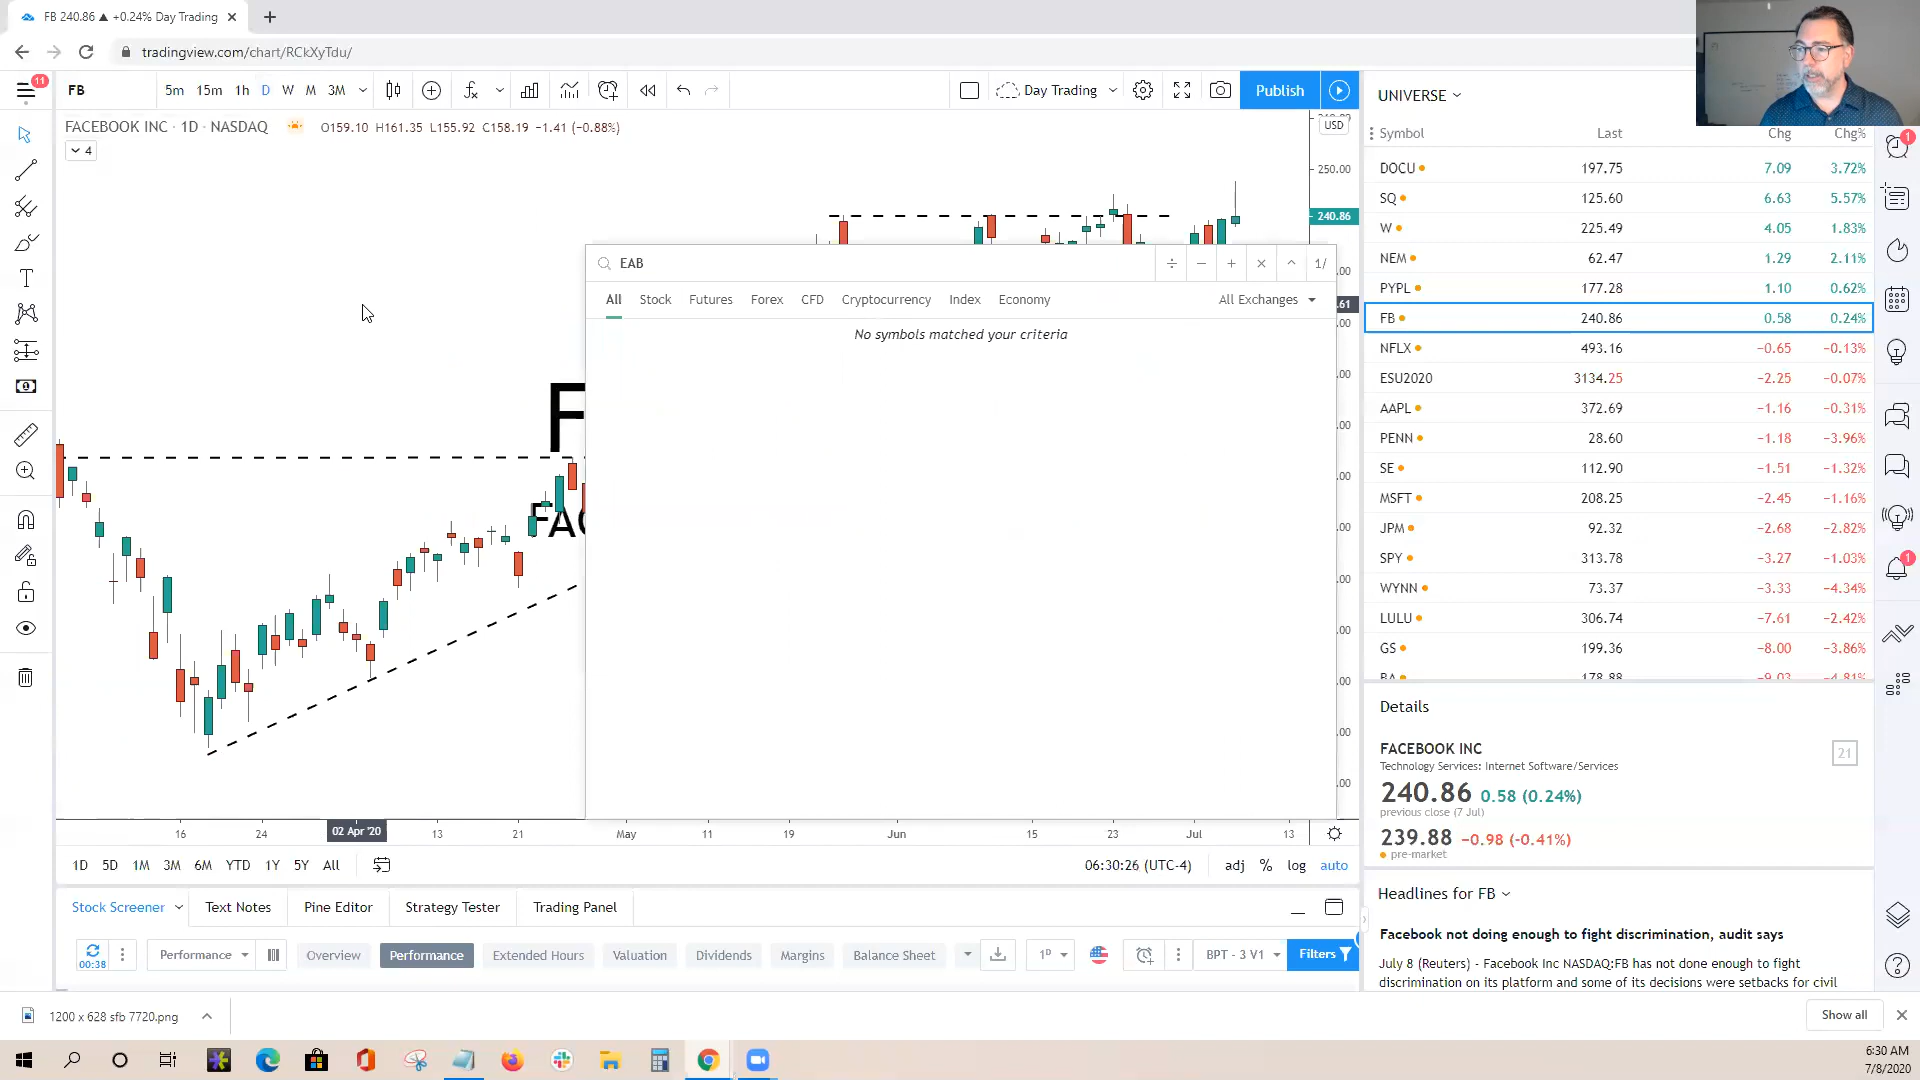 FB 240.86 ▲ +0.24% Day Trading
tradingview.com/chart/RCkXyTdu/
11
FB 5m 15m 1h D W M 3M
Day Trading
Publish
FACEBOOK INC · 1D · NASDAQ O159.10 H161.35 L155.92 C158.19 −1.41 (−0.88%)
4
USD
250.00
240.86
EAB
1/
All Stock Futures Forex CFD Cryptocurrency Index Economy All Exchanges
No symbols matched your criteria
F
FAC
16 24 02 Apr '20 13 21 May 11 19 Jun 15 23 Jul 13
1D 5D 1M 3M 6M YTD 1Y 5Y All
06:30:26 (UTC-4) adj % log auto
Stock Screener Text Notes Pine Editor Strategy Tester Trading Panel
00:38
Performance Overview Performance Extended Hours Valuation Dividends Margins Balance Sheet 1D BPT - 3 V1 Filters
UNIVERSE
Symbol Last Chg Chg%
DOCU 197.75 7.09 3.72%
SQ 125.60 6.63 5.57%
W 225.49 4.05 1.83%
NEM 62.47 1.29 2.11%
PYPL 177.28 1.10 0.62%
FB 240.86 0.58 0.24%
NFLX 493.16 −0.65 −0.13%
ESU2020 3134.25 −2.25 −0.07%
AAPL 372.69 −1.16 −0.31%
PENN 28.60 −1.18 −3.96%
SE 112.90 −1.51 −1.32%
MSFT 208.25 −2.45 −1.16%
JPM 92.32 −2.68 −2.82%
SPY 313.78 −3.27 −1.03%
WYNN 73.37 −3.33 −4.34%
LULU 306.74 −7.61 −2.42%
GS 199.36 −8.00 −3.86%
BA 178.88 −9.03 −4.81%
Details
FACEBOOK INC
21
Technology Services: Internet Software/Services
240.86 0.58 (0.24%)
previous close (7 Jul)
239.88 −0.98 (−0.41%)
pre-market
Headlines for FB
Facebook not doing enough to fight discrimination, audit says
July 8 (Reuters) - Facebook Inc NASDAQ:FB has not done enough to fight
discrimination on its platform and some of its decisions were setbacks for civil
1
1
1200 x 628 sfb 7720.png
Show all
6:30 AM
7/8/2020